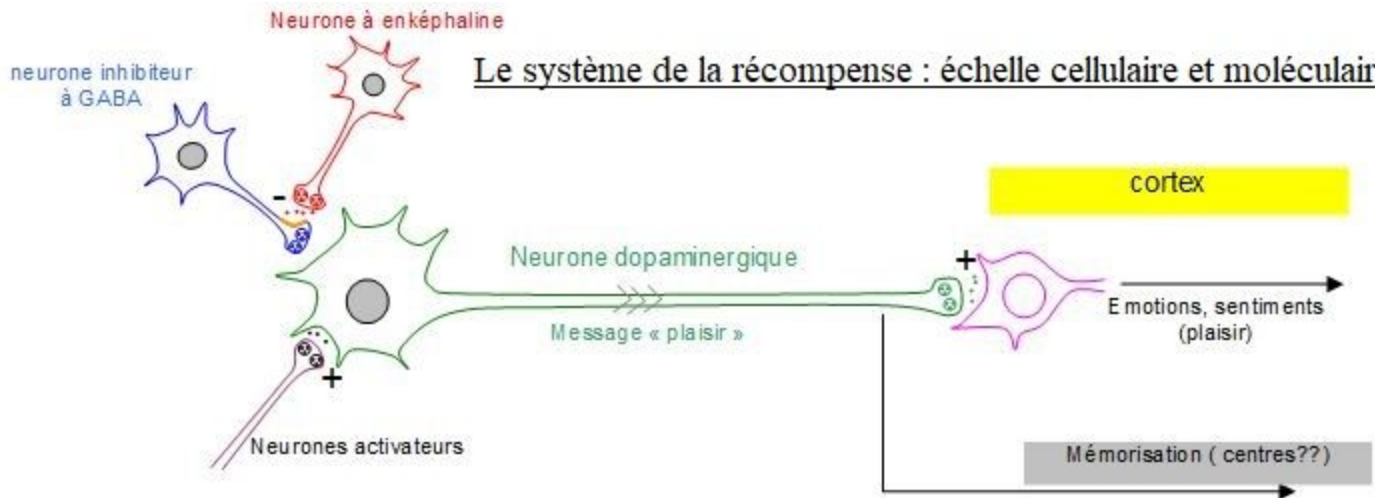 Neurone à enképhaline
neurone inhibiteur
à GABA
Le système de la récompense : échelle cellulaire et moléculair
cortex
-
+
Neurone dopaminergique
Message « plaisir »
Emotions, sentiments
(plaisir)
+
Neurones activateurs
Mémorisation ( centres??)